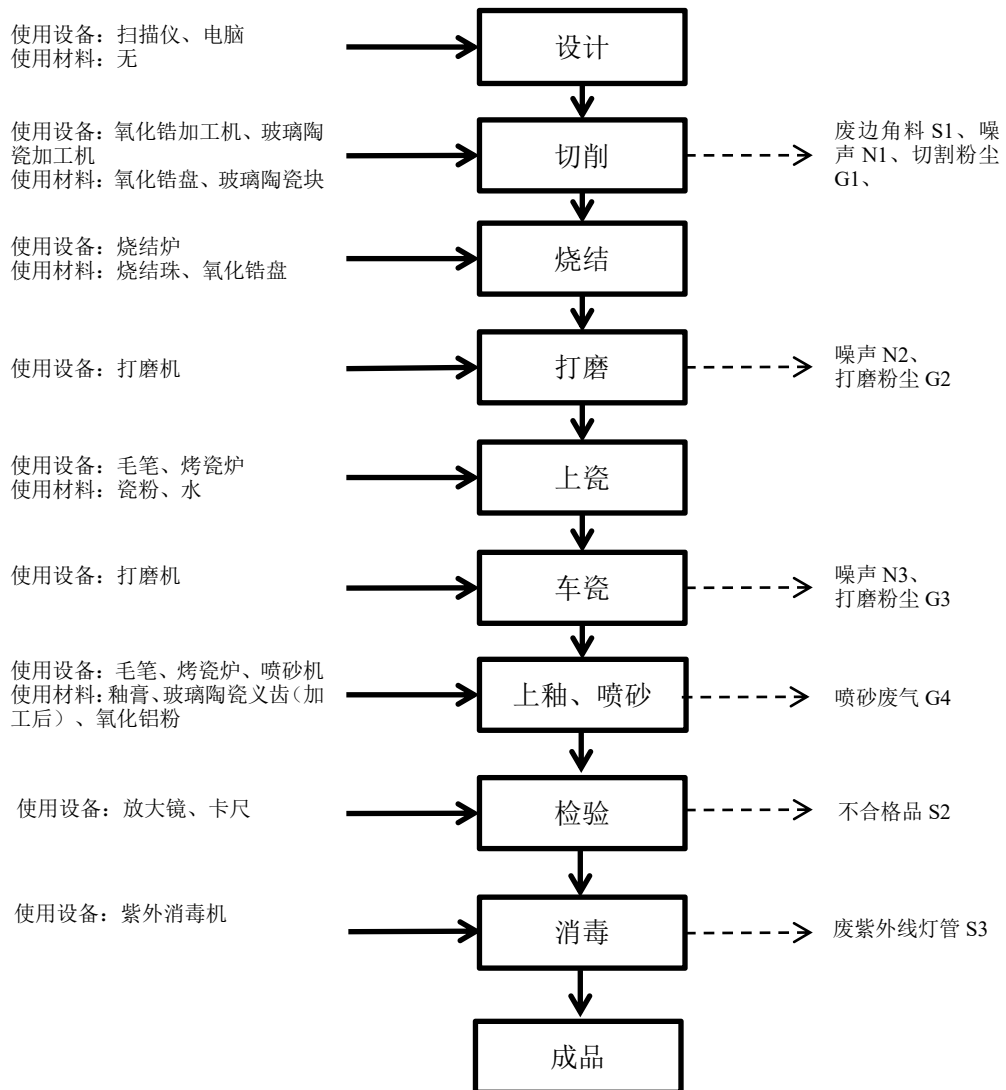 使用设备：扫描仪、电脑
使用材料：无
设计
使用设备：氧化锆加工机、玻璃陶
瓷加工机
使用材料：氧化锆盘、玻璃陶瓷块
切削
废边角料 S1、噪
声 N1、切割粉尘
G1、
使用设备：烧结炉
使用材料：烧结珠、氧化锆盘
烧结
使用设备：打磨机
打磨
噪声 N2、
打磨粉尘 G2
使用设备：毛笔、烤瓷炉
使用材料：瓷粉、水
上瓷
使用设备：打磨机
车瓷
噪声 N3、
打磨粉尘 G3
使用设备：毛笔、烤瓷炉、喷砂机
使用材料：釉膏、玻璃陶瓷义齿（加
工后）、氧化铝粉
上釉、喷砂
喷砂废气 G4
使用设备：放大镜、卡尺
检验
不合格品 S2
使用设备：紫外消毒机
消毒
废紫外线灯管 S3
成品